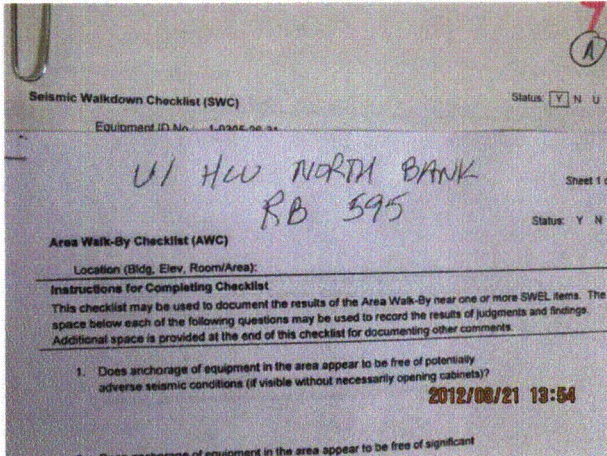 A
Seismic Walkdown Checklist (SWC)
Status: Y N U
Equipment ID No.
U1 HCU NORTH BANK
Sheet 1
RB 595
Status: Y N
Area Walk-By Checklist (AWC)
Location (Bldg, Elev, Room/Area):
Instructions for Completing Checklist
This checklist may be used to document the results of the Area Walk-By near one or more SWEL items. The
space below each of the following questions may be used to record the results of judgments and findings.
Additional space is provided at the end of this checklist for documenting other comments.
1. Does anchorage of equipment in the area appear to be free of potentially
adverse seismic conditions (if visible without necessarily opening cabinets)?
2012/08/21 13:54
anchorage of equipment in the area appear to be free of significant